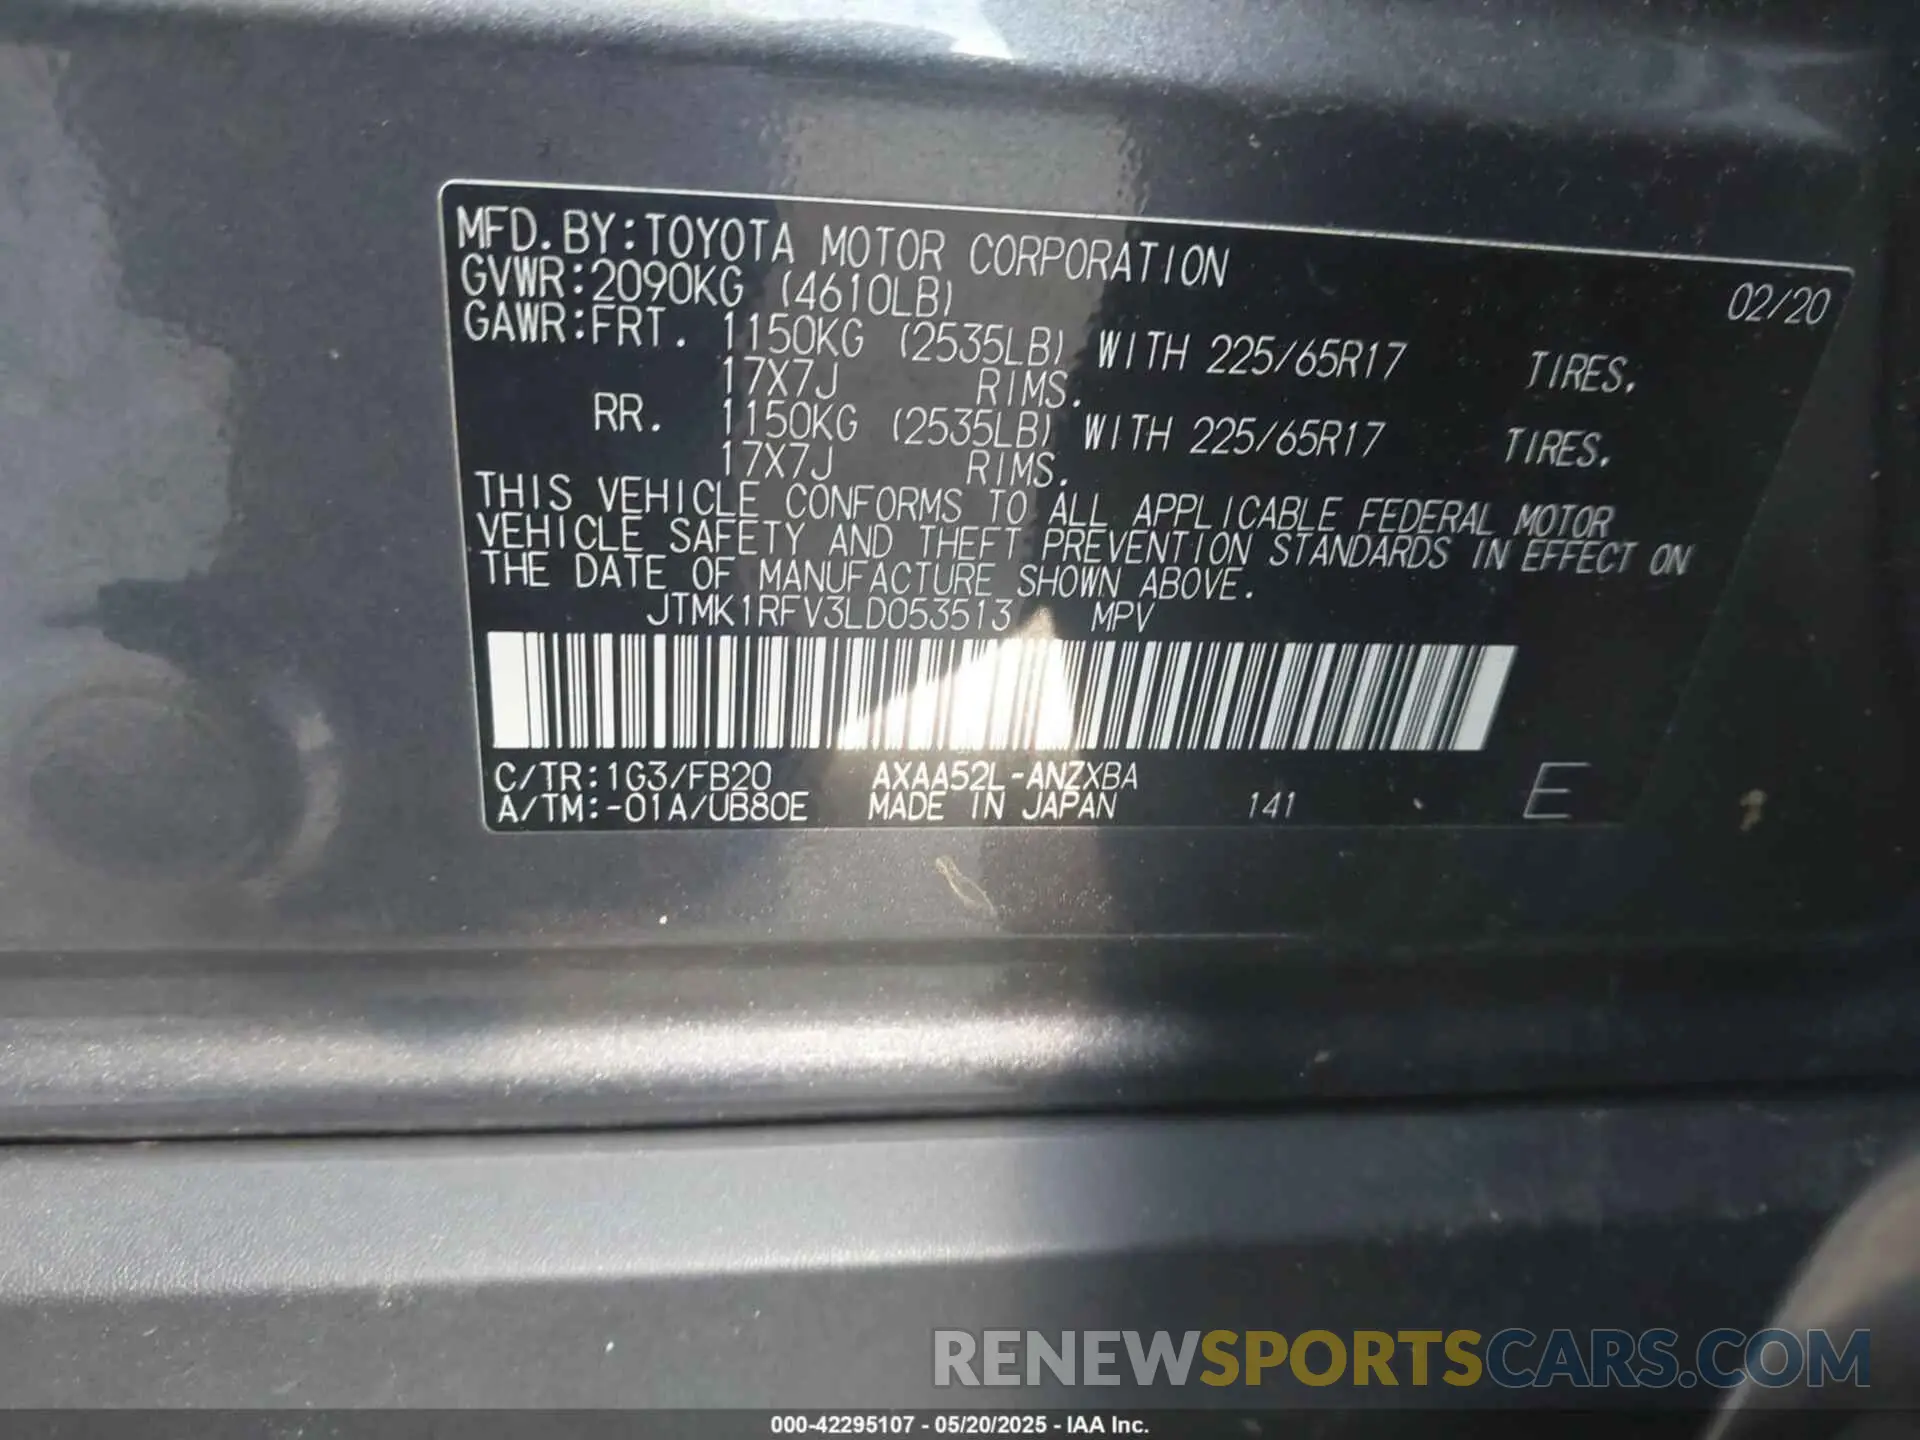 MFD.BY:TOYOTA MOTOR CORPORATION 02/20
GVWR:2090KG (4610LB)
GAWR:FRT. 1150KG (2535LB) WITH 225/65R17 TIRES,
17X7J RIMS.
RR. 1150KG (2535LB) WITH 225/65R17 TIRES,
17X7J RIMS.
THIS VEHICLE CONFORMS TO ALL APPLICABLE FEDERAL MOTOR
VEHICLE SAFETY AND THEFT PREVENTION STANDARDS IN EFFECT ON
THE DATE OF MANUFACTURE SHOWN ABOVE.
JTMK1RFV3LD053513 MPV
C/TR:1G3/FB20 AXAA52L-ANZXBA
A/TM:-01A/UB80E MADE IN JAPAN 141 E
RENEWSPORTSCARS.COM
000-42295107 - 05/20/2025 - IAA Inc.